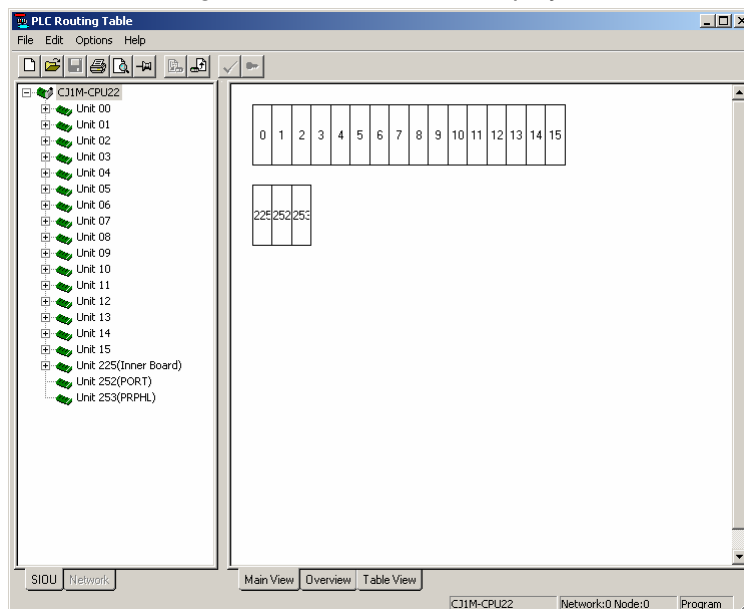 PLC Routing Table
File Edit Options Help
CJ1M-CPU22
Unit 00
Unit 01
Unit 02
Unit 03
Unit 04
Unit 05
Unit 06
Unit 07
Unit 08
Unit 09
Unit 10
Unit 11
Unit 12
Unit 13
Unit 14
Unit 15
Unit 225(Inner Board)
Unit 252(PORT)
Unit 253(PRPHL)
0 1 2 3 4 5 6 7 8 9 10 11 12 13 14 15
225 252 253
SIOU Network
Main View Overview Table View
CJ1M-CPU22 Network:0 Node:0 Program